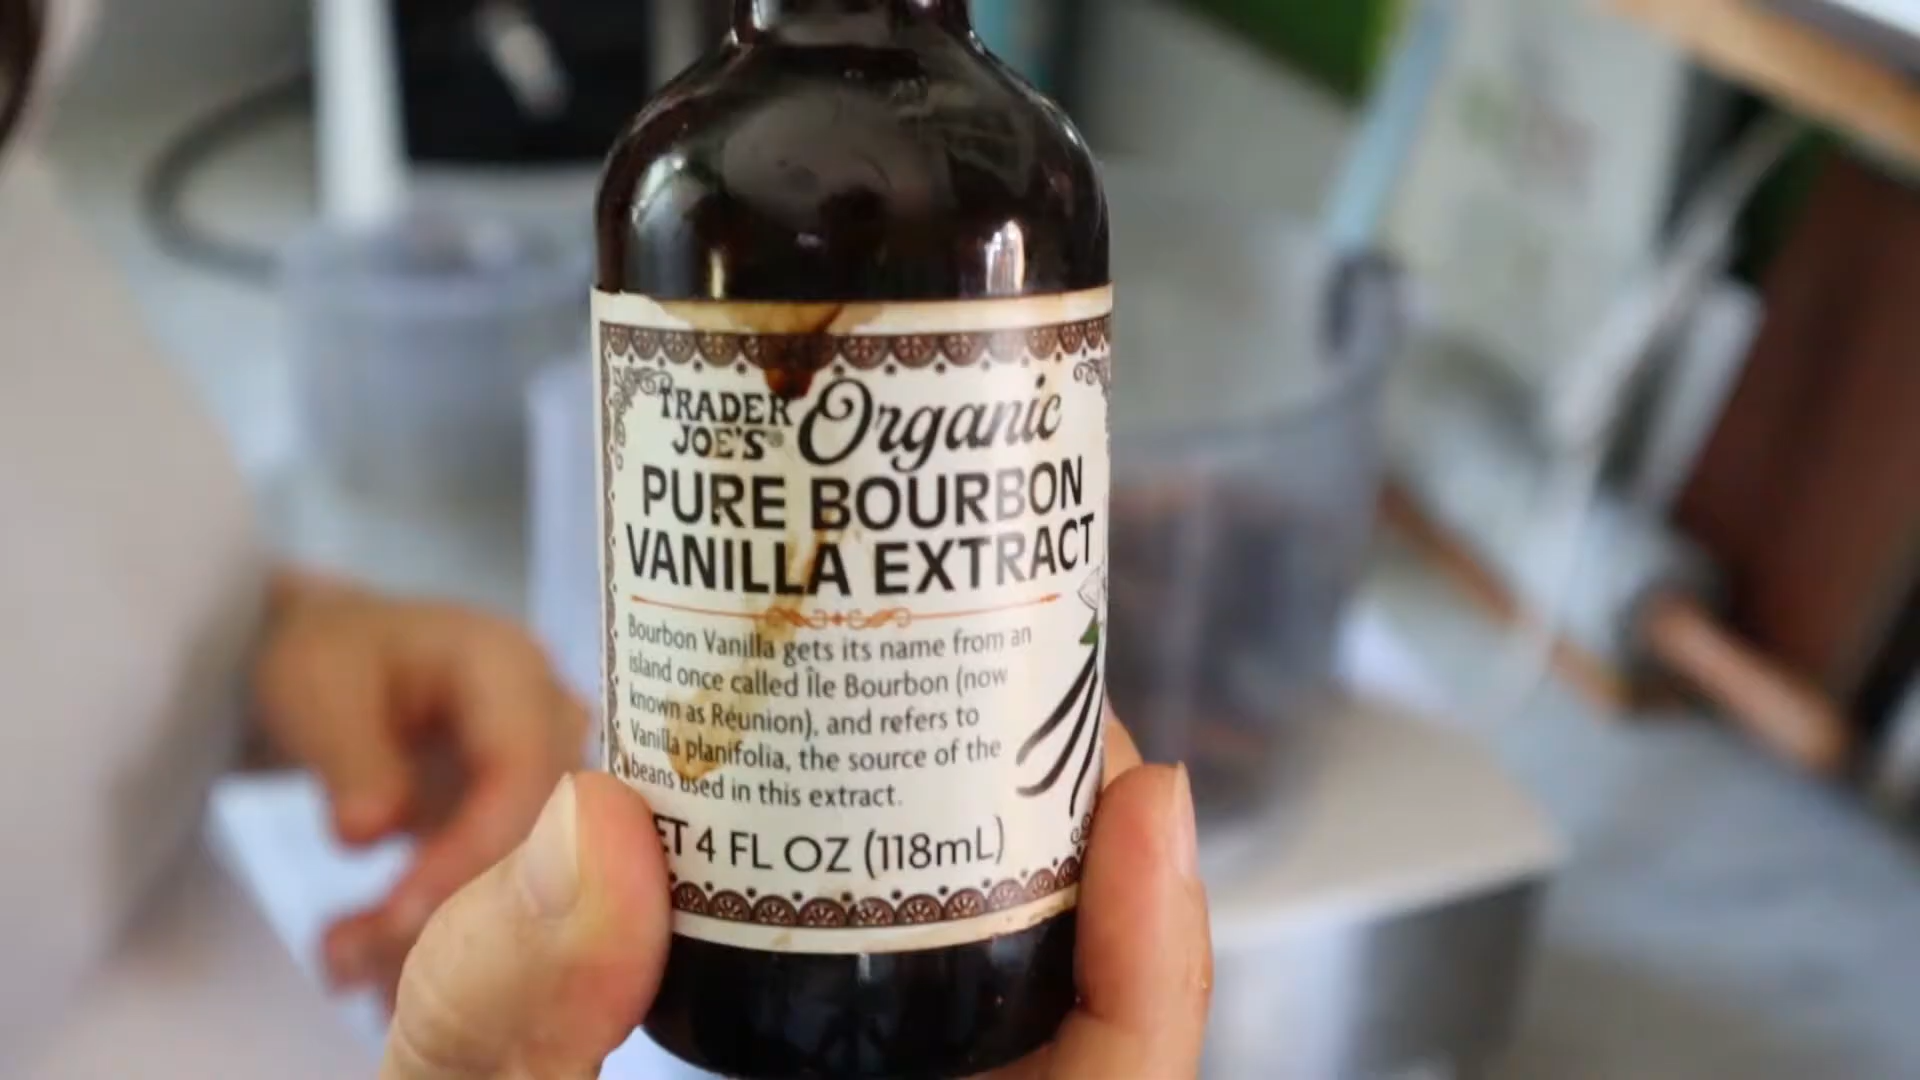 TRADER JOE'S® Organic
PURE BOURBON
VANILLA EXTRACT
Bourbon Vanilla gets its name from an
island once called Île Bourbon (now
known as Réunion), and refers to
Vanilla planifolia, the source of the
beans used in this extract.
4 FL OZ (118mL)